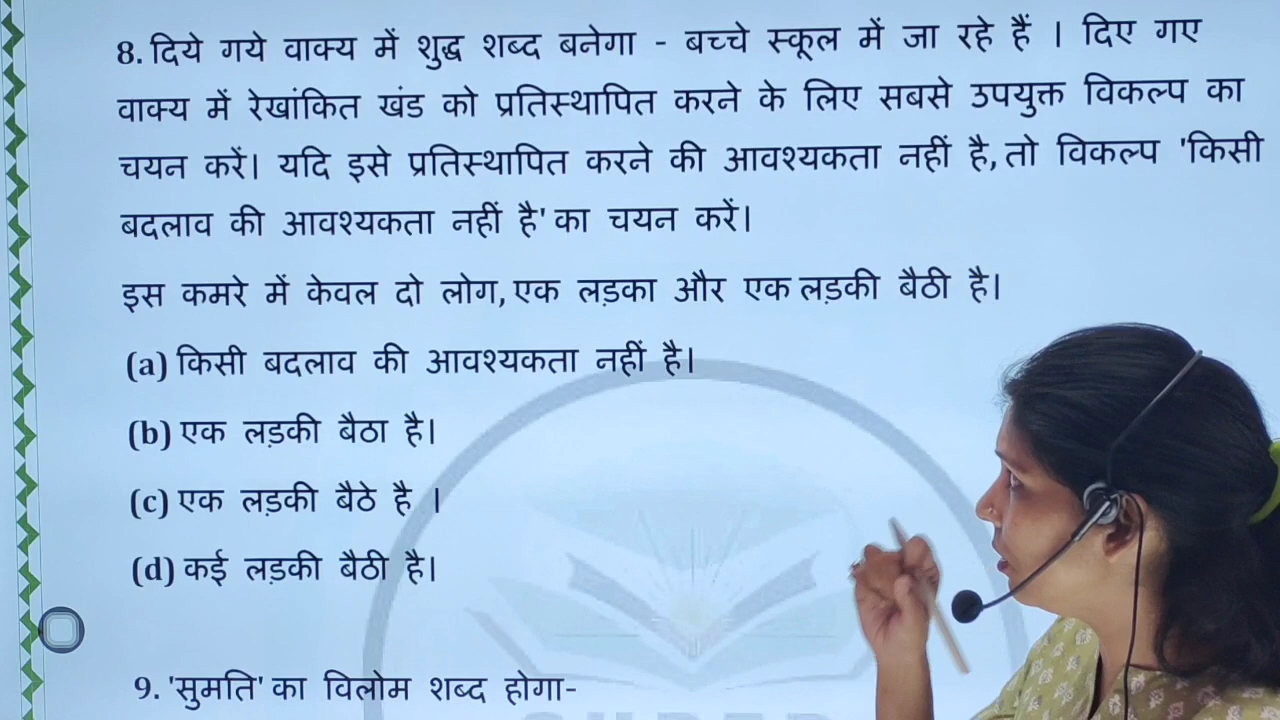 8. दिये गये वाक्य में शुद्ध शब्द बनेगा - बच्चे स्कूल में जा रहे हैं । दिए गए
वाक्य में रेखांकित खंड को प्रतिस्थापित करने के लिए सबसे उपयुक्त विकल्प का
चयन करें। यदि इसे प्रतिस्थापित करने की आवश्यकता नहीं है, तो विकल्प 'किसी
बदलाव की आवश्यकता नहीं है' का चयन करें।
इस कमरे में केवल दो लोग, एक लड़का और एक लड़की बैठी है।
(a) किसी बदलाव की आवश्यकता नहीं है।
(b) एक लड़की बैठा है।
(c) एक लड़की बैठे है ।
(d) कई लड़की बैठी है।
9. 'सुमति' का विलोम शब्द होगा-